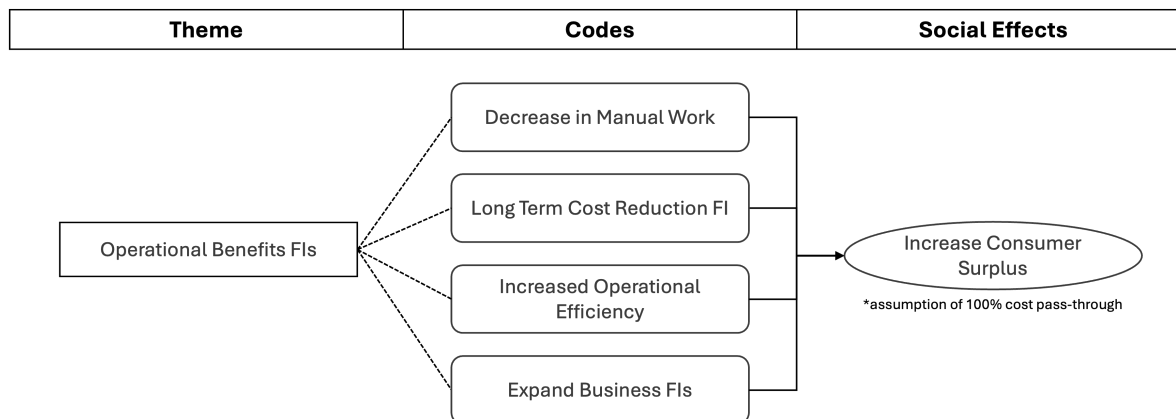 Theme
Codes
Social Effects
Decrease in Manual Work
Long Term Cost Reduction FI
Operational Benefits FIs
Increased Operational
Efficiency
Expand Business FIs
Increase Consumer
Surplus
*assumption of 100% cost pass-through